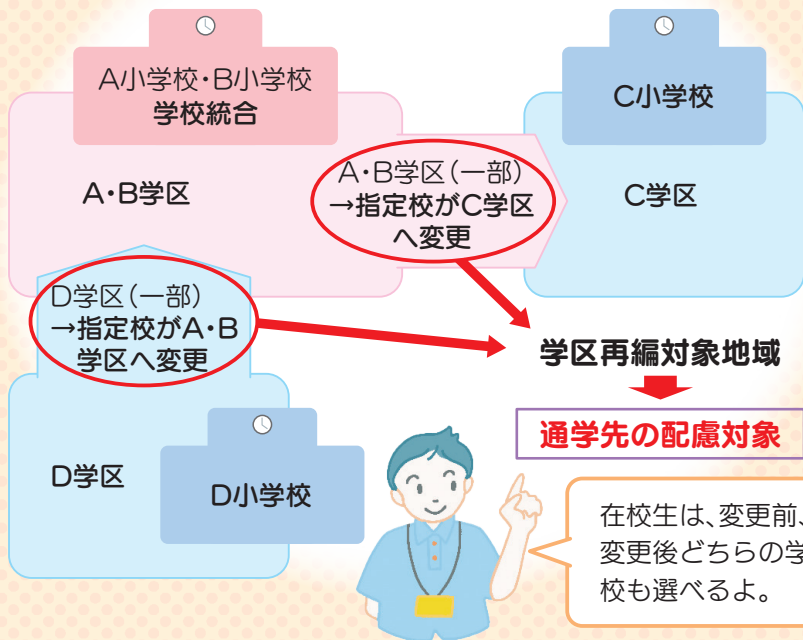 A小学校・B小学校
学校統合
C小学校
A・B学区
A・B学区（一部）
→指定校がC学区
へ変更
C学区
D学区（一部）
→指定校がA・B
学区へ変更
学区再編対象地域
通学先の配慮対象
D学区
D小学校
在校生は、変更前、
変更後どちらの学
校も選べるよ。